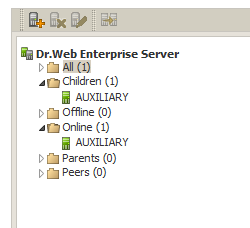 Dr.Web Enterprise Server
All (1)
Children (1)
AUXILIARY
Offline (0)
Online (1)
AUXILIARY
Parents (0)
Peers (0)